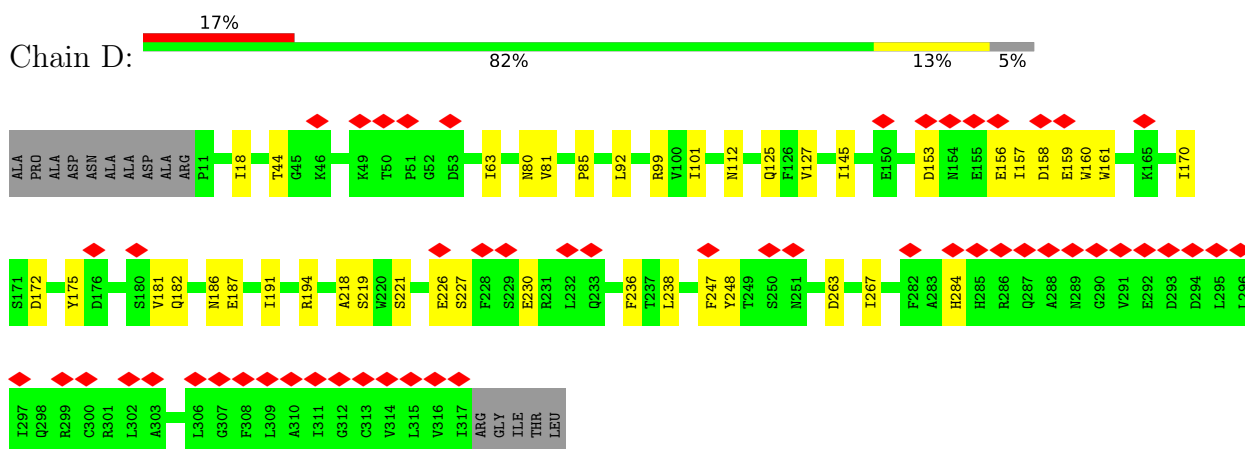 17%
Chain D:
82% 13% 5%
ALA PRO ALA ASP ASN ALA ALA ASP ALA ARG P11 I18 T44 G45 K46 K49 T50 P51 G52 D53 I63 N80 V81 P85 L92 R99 V100 I101 N112 Q125 F126 V127 I145 E150 D153 N154 E155 E156 I157 D158 E159 W160 W161 K165 I170
S171 D172 Y175 D176 S180 V181 Q182 N186 E187 I191 R194 A218 S219 W220 S221 E226 S227 F228 S229 E230 R231 L232 Q233 F236 T237 L238 F247 Y248 T249 S250 N251 D263 I267 F282 A283 H284 H285 R286 Q287 A288 N289 G290 V291 E292 D293 D294 L295 L296
I297 Q298 R299 C300 R301 L302 A303 L306 G307 F308 L309 A310 I311 G312 C313 V314 L315 V316 I317 ARG GLY ILE THR LEU